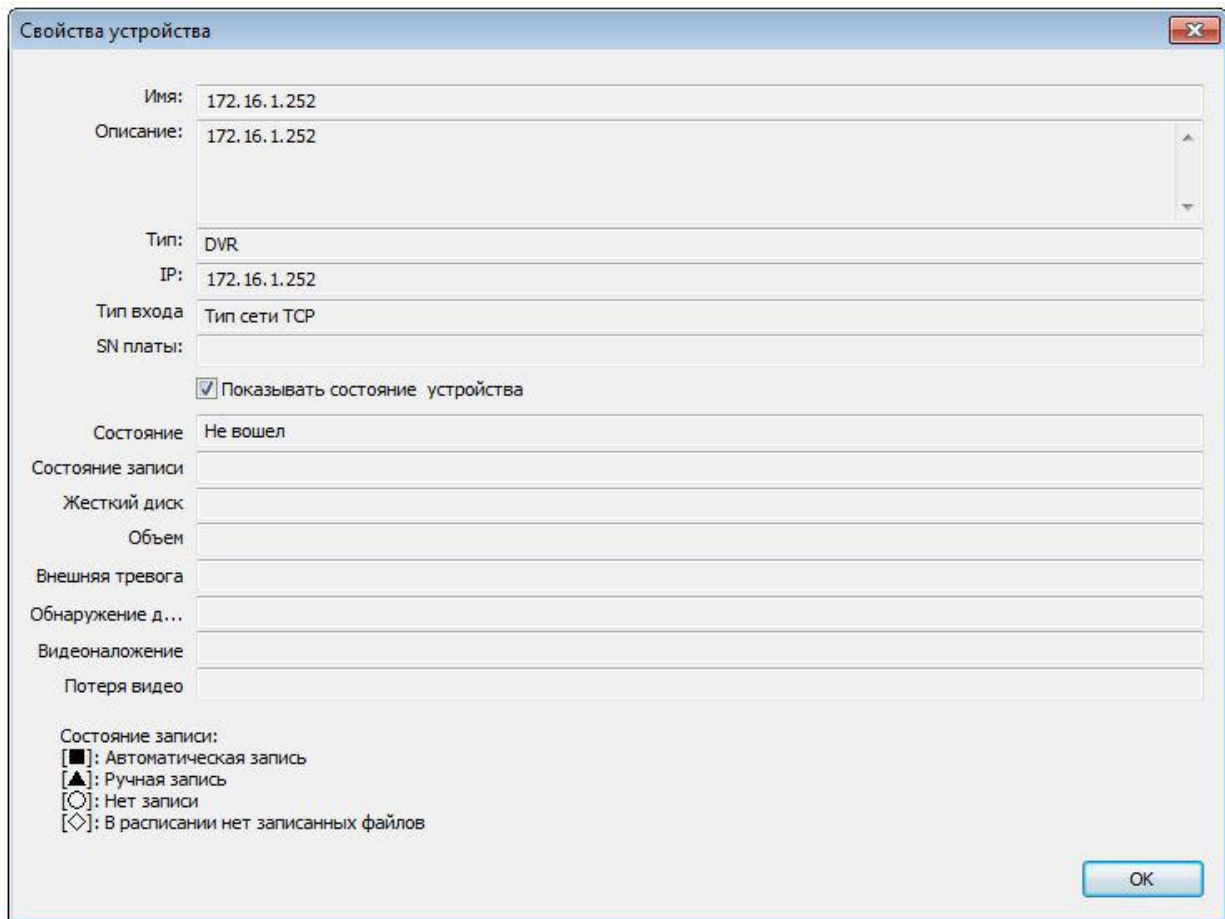 Свойства устройства
Имя: 172.16.1.252
Описание: 172.16.1.252
Тип: DVR
IP: 172.16.1.252
Тип входа Тип сети TCP
SN платы:
Показывать состояние устройства
Состояние Не вошел
Состояние записи
Жесткий диск
Объем
Внешняя тревога
Обнаружение д...
Видеоналожение
Потеря видео
Состояние записи:
[■]: Автоматическая запись
[▲]: Ручная запись
[○]: Нет записи
[◇]: В расписании нет записанных файлов
OK